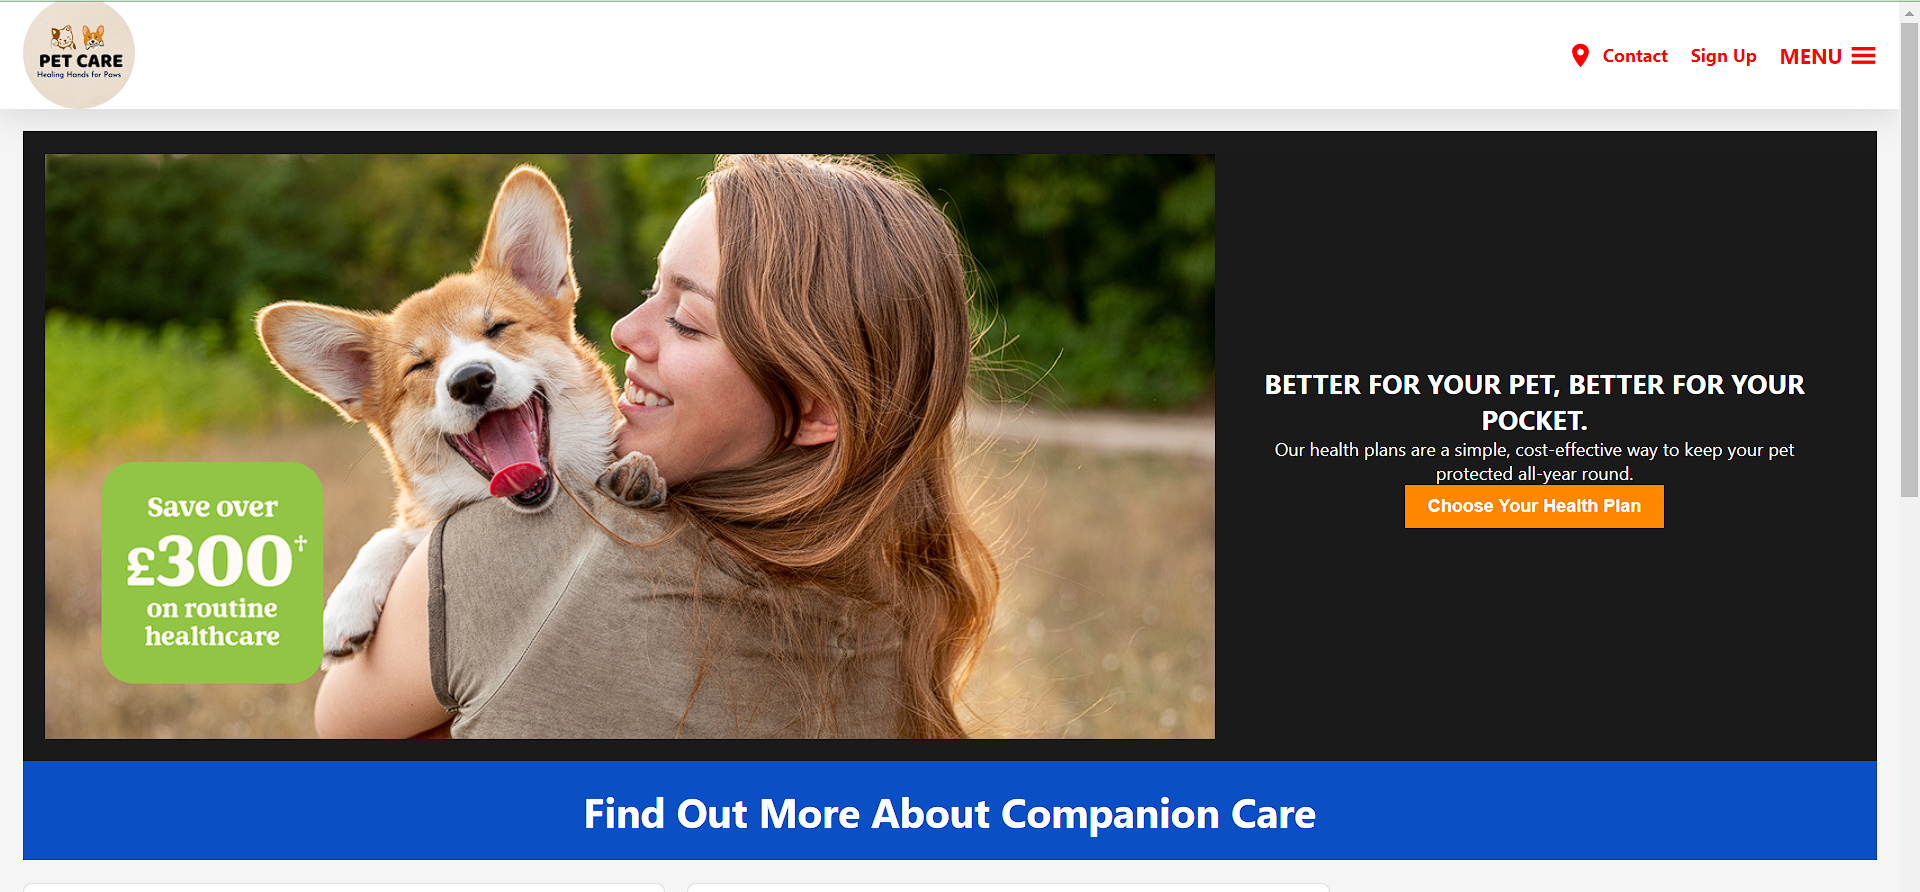 PET CARE
Healing Hands for Paws
Contact
Sign Up
MENU
Save over
£300†
on routine
healthcare
BETTER FOR YOUR PET, BETTER FOR YOUR
POCKET.
Our health plans are a simple, cost-effective way to keep your pet
protected all-year round.
Choose Your Health Plan
Find Out More About Companion Care